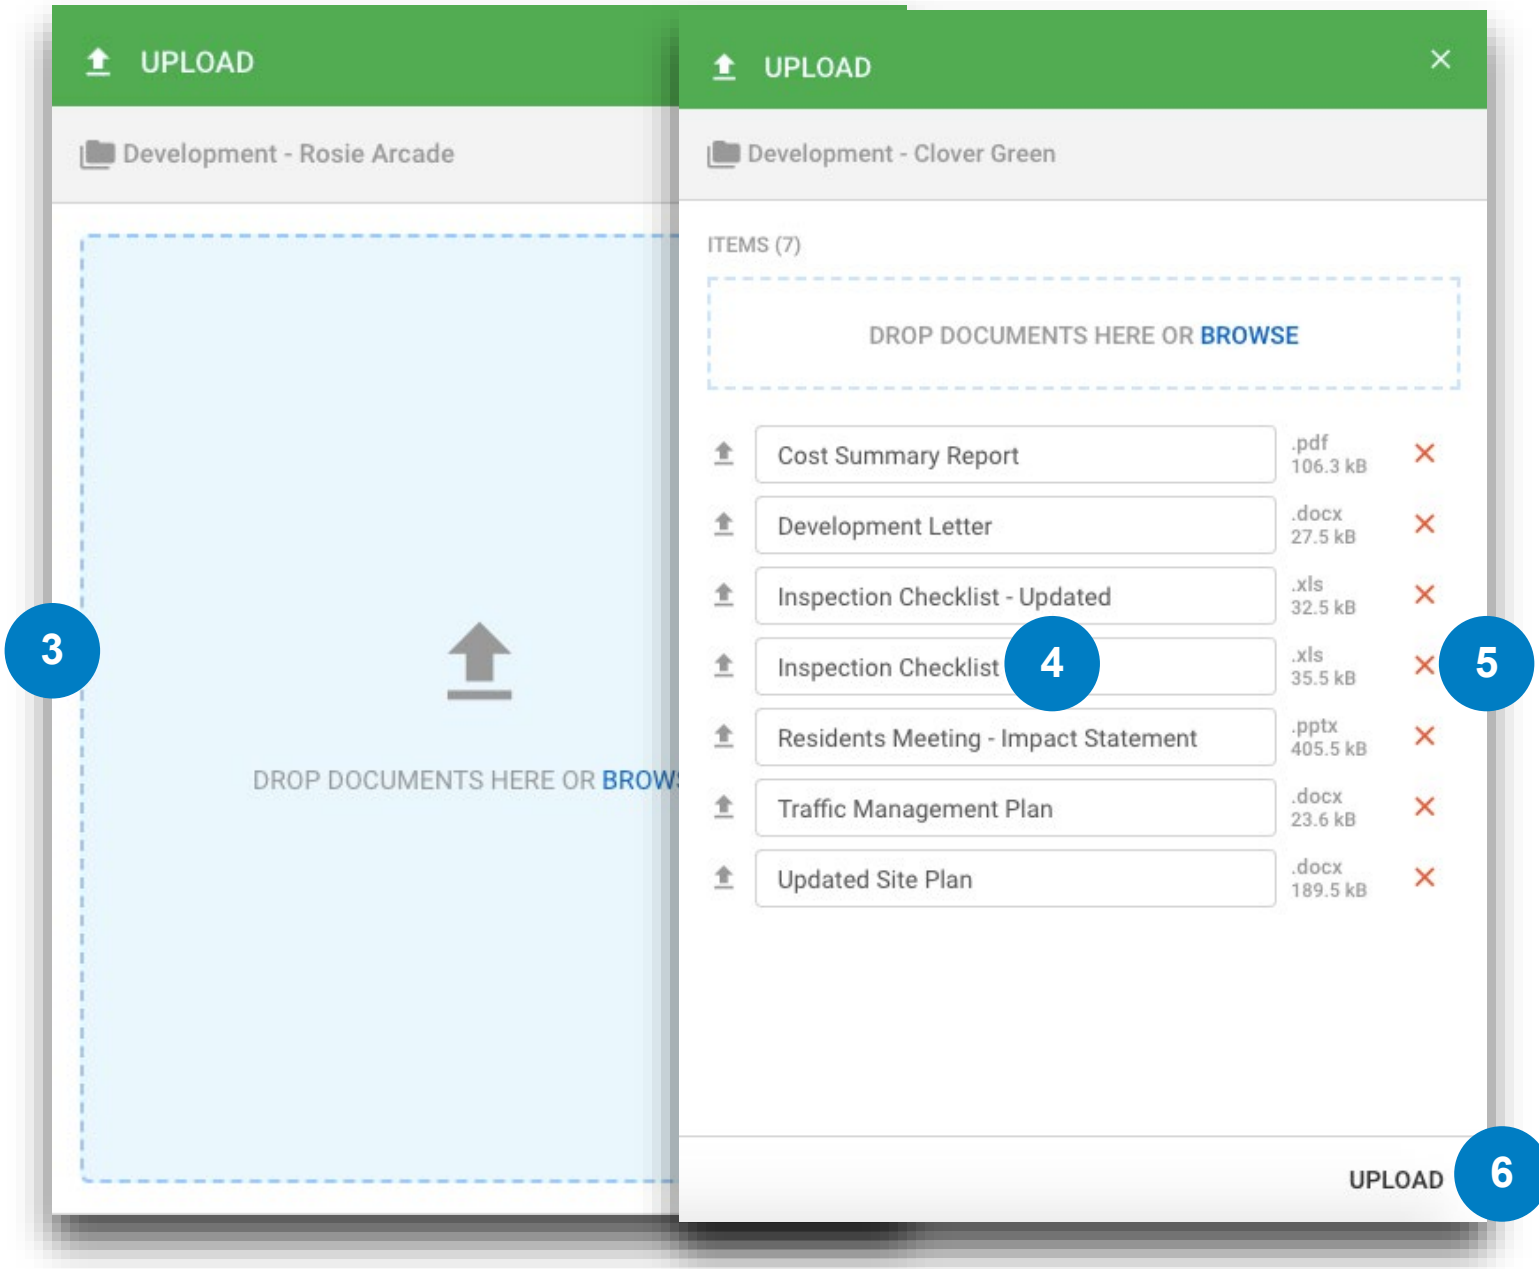 UPLOAD
Development - Rosie Arcade
3
DROP DOCUMENTS HERE OR BROWS
UPLOAD
Development - Clover Green
ITEMS (7)
DROP DOCUMENTS HERE OR BROWSE
Cost Summary Report .pdf 106.3 kB
Development Letter .docx 27.5 kB
Inspection Checklist - Updated .xls 32.5 kB
Inspection Checklist 4 .xls 35.5 kB 5
Residents Meeting - Impact Statement .pptx 405.5 kB
Traffic Management Plan .docx 23.6 kB
Updated Site Plan .docx 189.5 kB
UPLOAD 6